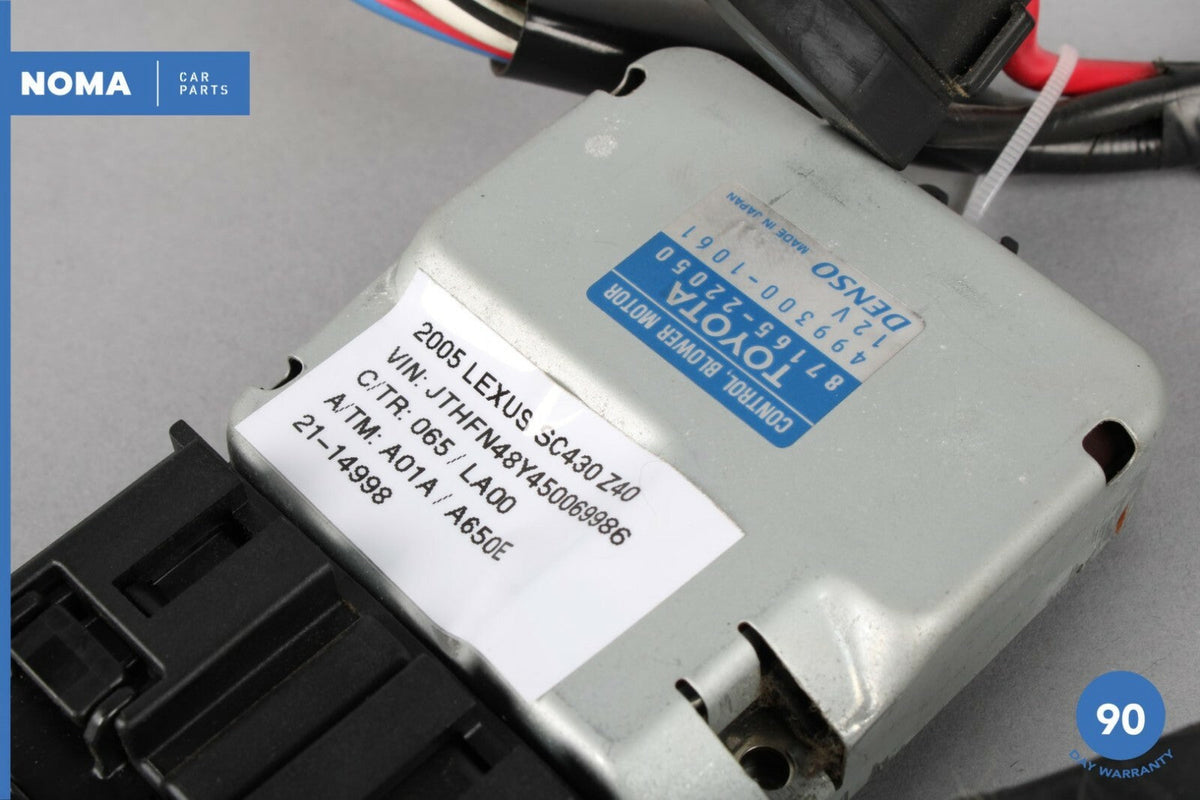 NOMA
CAR
PARTS
CONTROL, BLOWER MOTOR
TOYOTA
87165-22050
499300-1061
12V
DENSO MADE IN JAPAN
2005 LEXUS SC430 Z40
VIN: JTHFN48Y450069986
C/TR: 065 / LA00
A/TM: A01A / A650E
21-14998
90
DAY WARRANTY